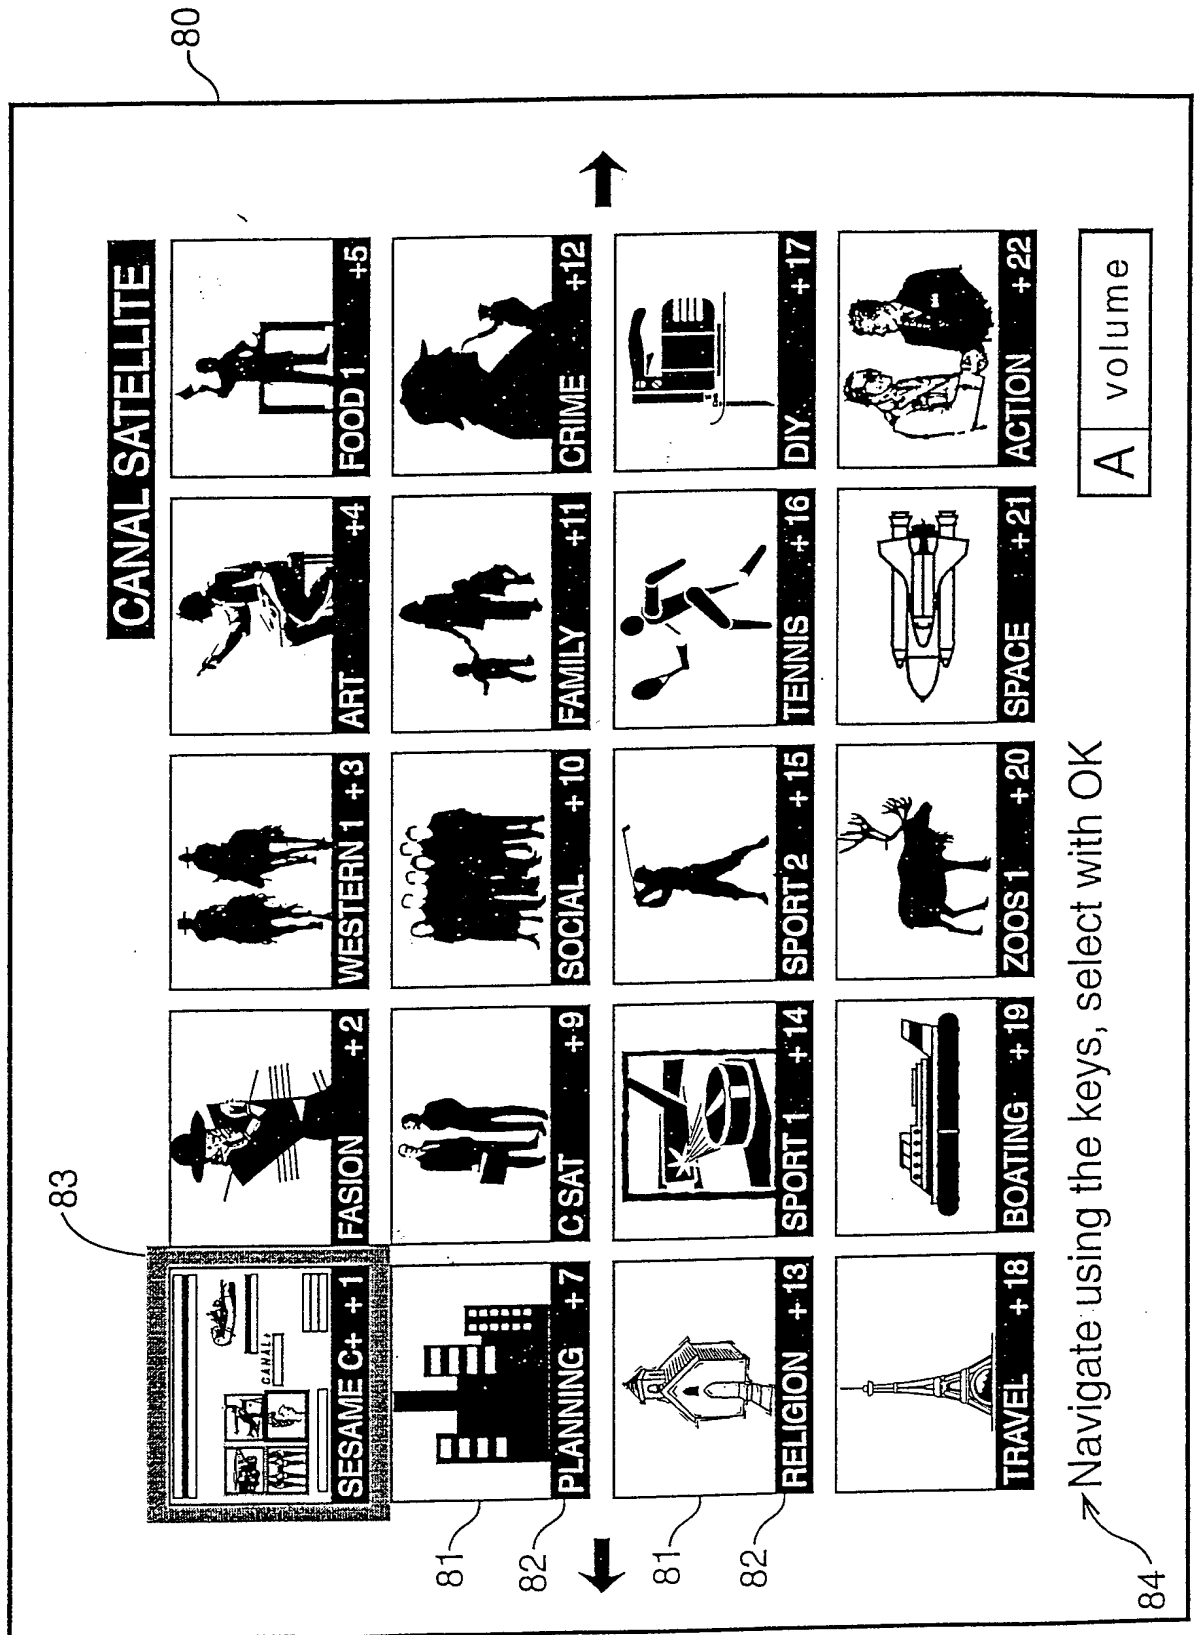 80
CANAL SATELLITE
83
CANAL+
SESAME C+ + 1
FASION + 2
WESTERN 1 + 3
ART +4
FOOD 1 +5
81
82
PLANNING + 7
C SAT + 9
SOCIAL + 10
FAMILY +11
CRIME +12
81
82
RELIGION + 13
SPORT 1 + 14
SPORT 2 + 15
TENNIS + 16
DIY + 17
TRAVEL + 18
BOATING + 19
ZOOS 1 + 20
SPACE + 21
ACTION + 22
84
Navigate using the keys, select with OK
A volume